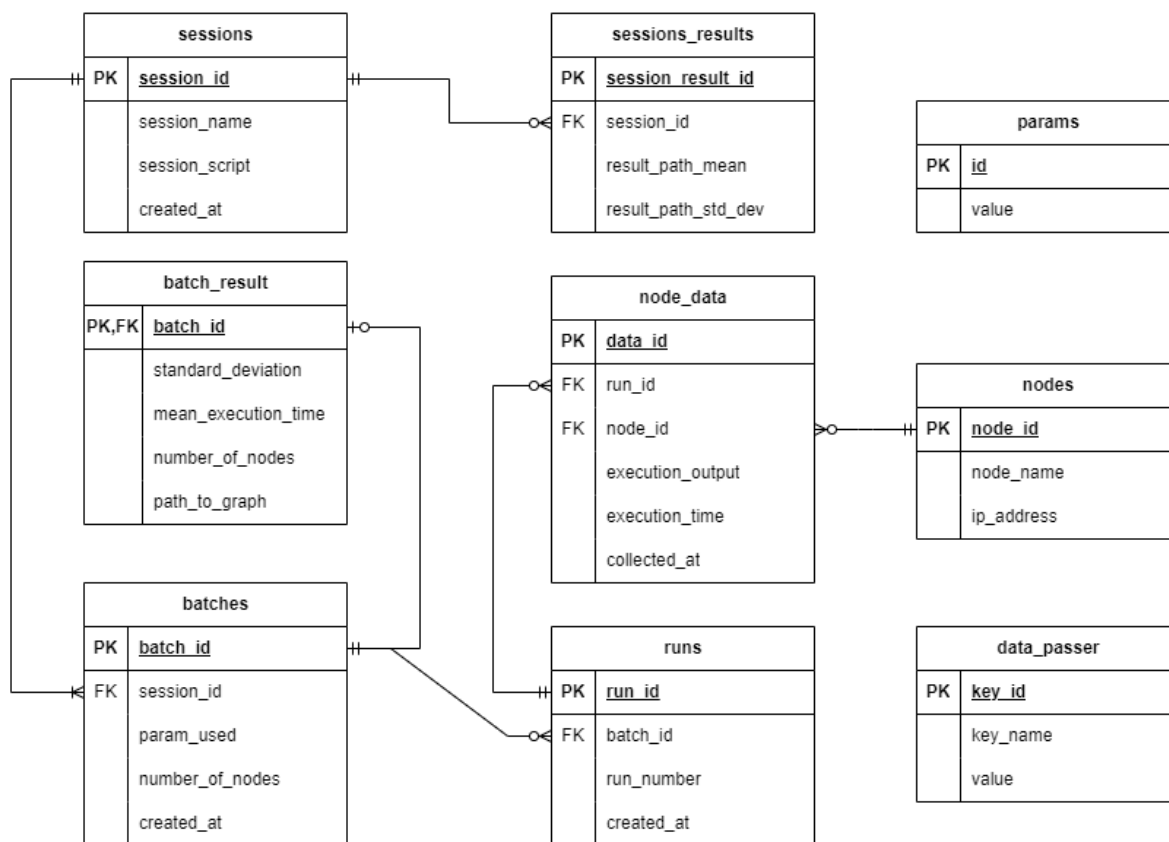 sessions
PK session_id
session_name
session_script
created_at
sessions_results
PK session_result_id
FK session_id
result_path_mean
result_path_std_dev
params
PK id
value
batch_result
PK,FK batch_id
standard_deviation
mean_execution_time
number_of_nodes
path_to_graph
node_data
PK data_id
FK run_id
FK node_id
execution_output
execution_time
collected_at
nodes
PK node_id
node_name
ip_address
batches
PK batch_id
FK session_id
param_used
number_of_nodes
created_at
runs
PK run_id
FK batch_id
run_number
created_at
data_passer
PK key_id
key_name
value